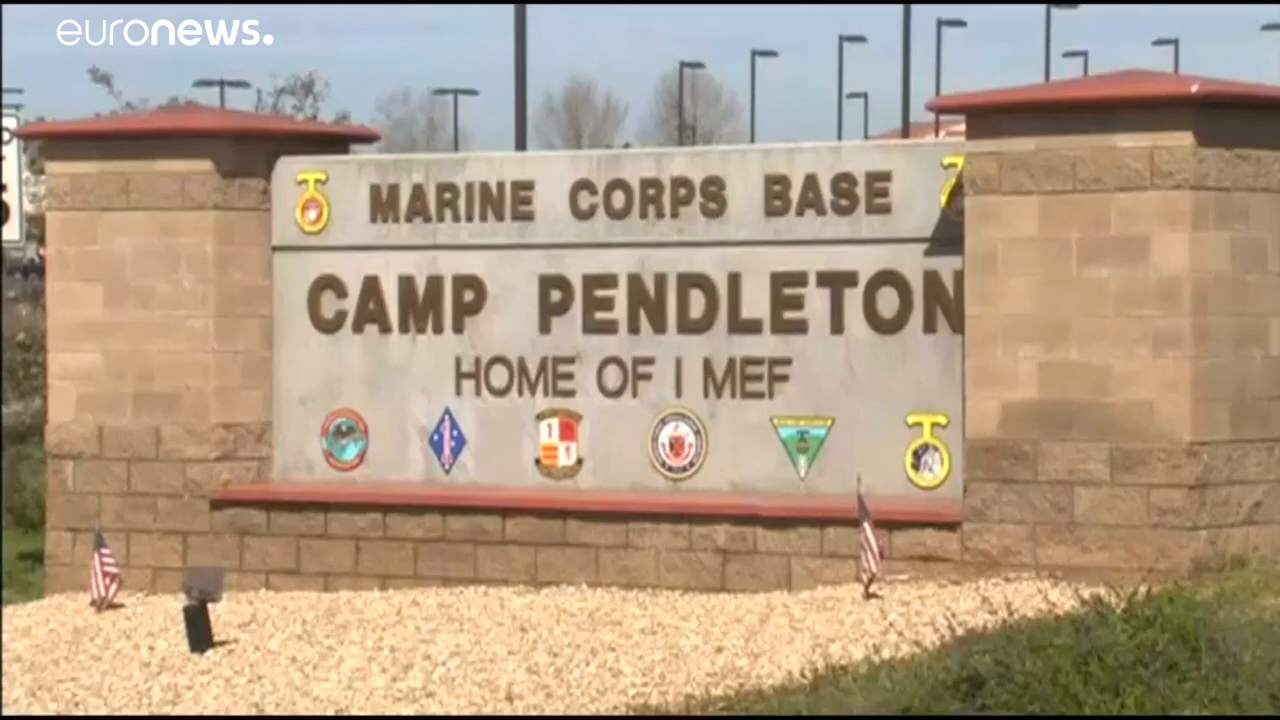 euronews.
MARINE CORPS BASE
CAMP PENDLETON
HOME OF I MEF